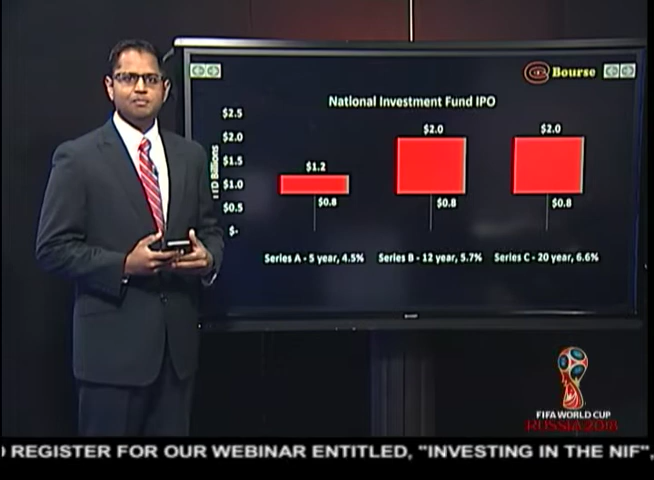 Bourse
National Investment Fund IPO
$2.5
$2.0
$1.5
$1.0
$0.5
$-
Billions
$1.2
$0.8
$2.0
$0.8
$2.0
$0.8
Series A - 5 year, 4.5%
Series B - 12 year, 5.7%
Series C - 20 year, 6.6%
FIFA WORLD CUP
RUSSIA 2018
REGISTER FOR OUR WEBINAR ENTITLED, "INVESTING IN THE NIF",